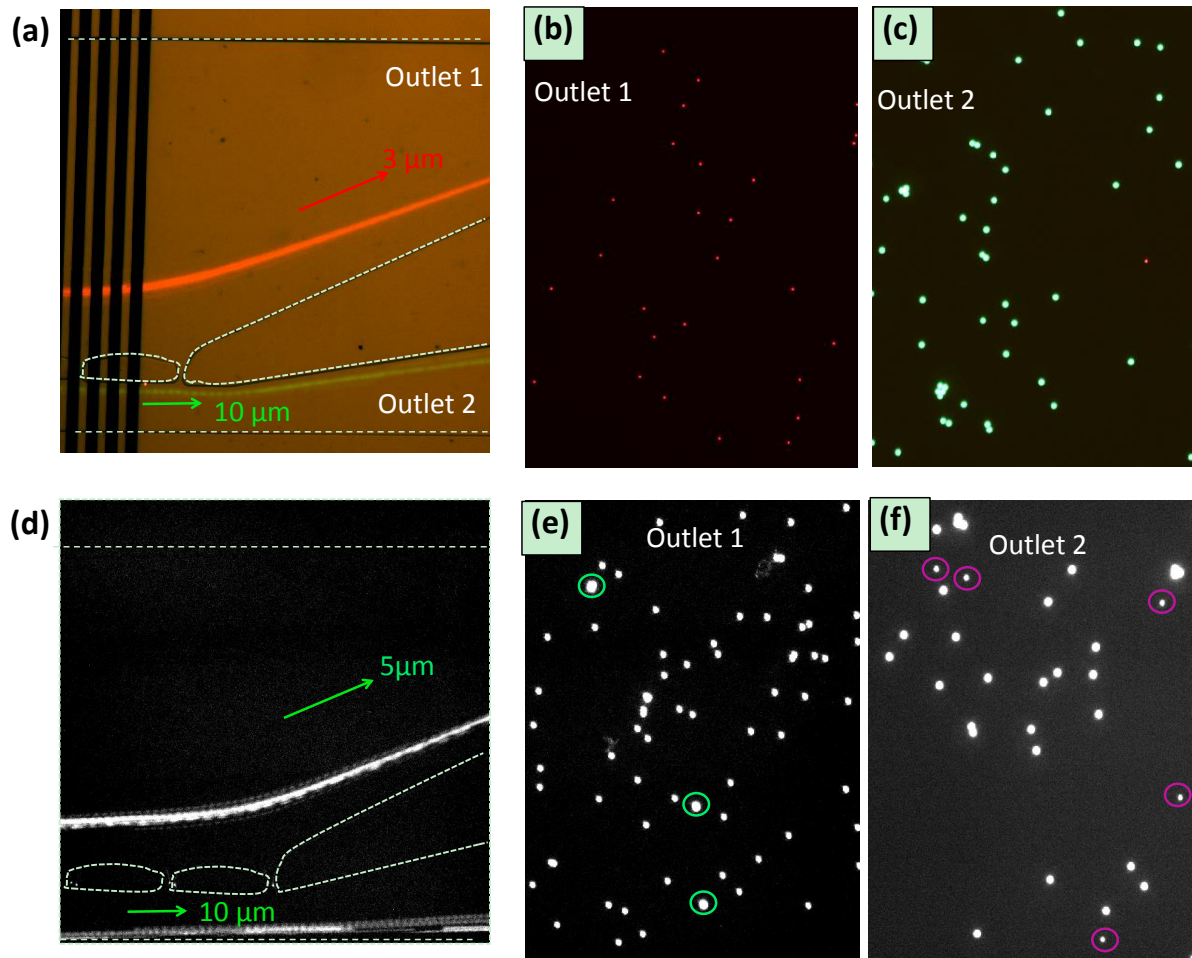 (a)
Outlet 1
3 µm
10 µm
Outlet 2
(b)
Outlet 1
(c)
Outlet 2
(d)
5µm
10 µm
(e)
Outlet 1
(f)
Outlet 2